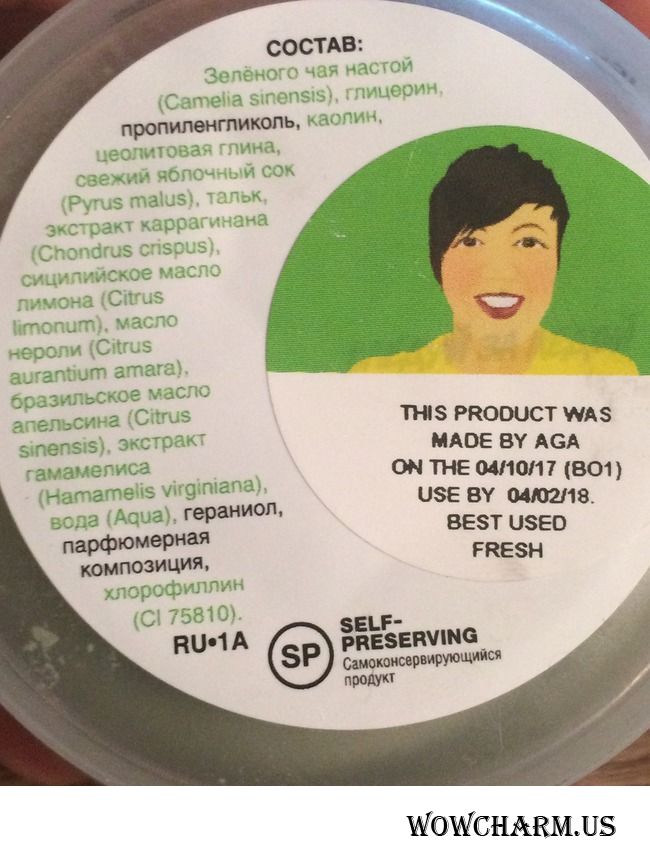 СОСТАВ:
Зелёного чая настой
(Camelia sinensis), глицерин,
пропиленгликоль, каолин,
цеолитовая глина,
свежий яблочный сок
(Pyrus malus), тальк,
экстракт каррагинана
(Chondrus crispus),
сицилийское масло
лимона (Citrus
limonum), масло
нероли (Citrus
aurantium amara),
бразильское масло
апельсина (Citrus
sinensis), экстракт
гамамелиса
(Hamamelis virginiana),
вода (Aqua), гераниол,
парфюмерная
композиция,
хлорофиллин
(CI 75810).
RU•1A
SP
SELF-
PRESERVING
Самоконсервирующийся
продукт
THIS PRODUCT WAS
MADE BY AGA
ON THE 04/10/17 (BO1)
USE BY 04/02/18.
BEST USED
FRESH
WOWCHARM.US